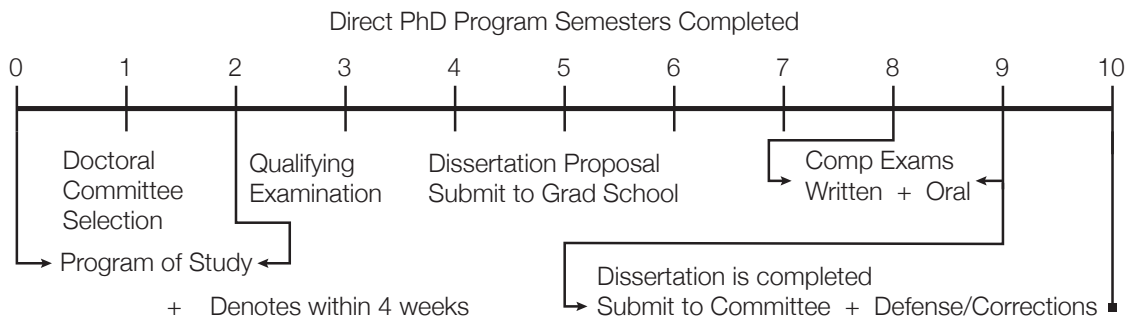 Direct PhD Program Semesters Completed
0 1 2 3 4 5 6 7 8 9 10
Doctoral
Committee
Selection
Qualifying
Examination
Dissertation Proposal
Submit to Grad School
Comp Exams
Written + Oral
Program of Study
Dissertation is completed
Submit to Committee + Defense/Corrections
+ Denotes within 4 weeks